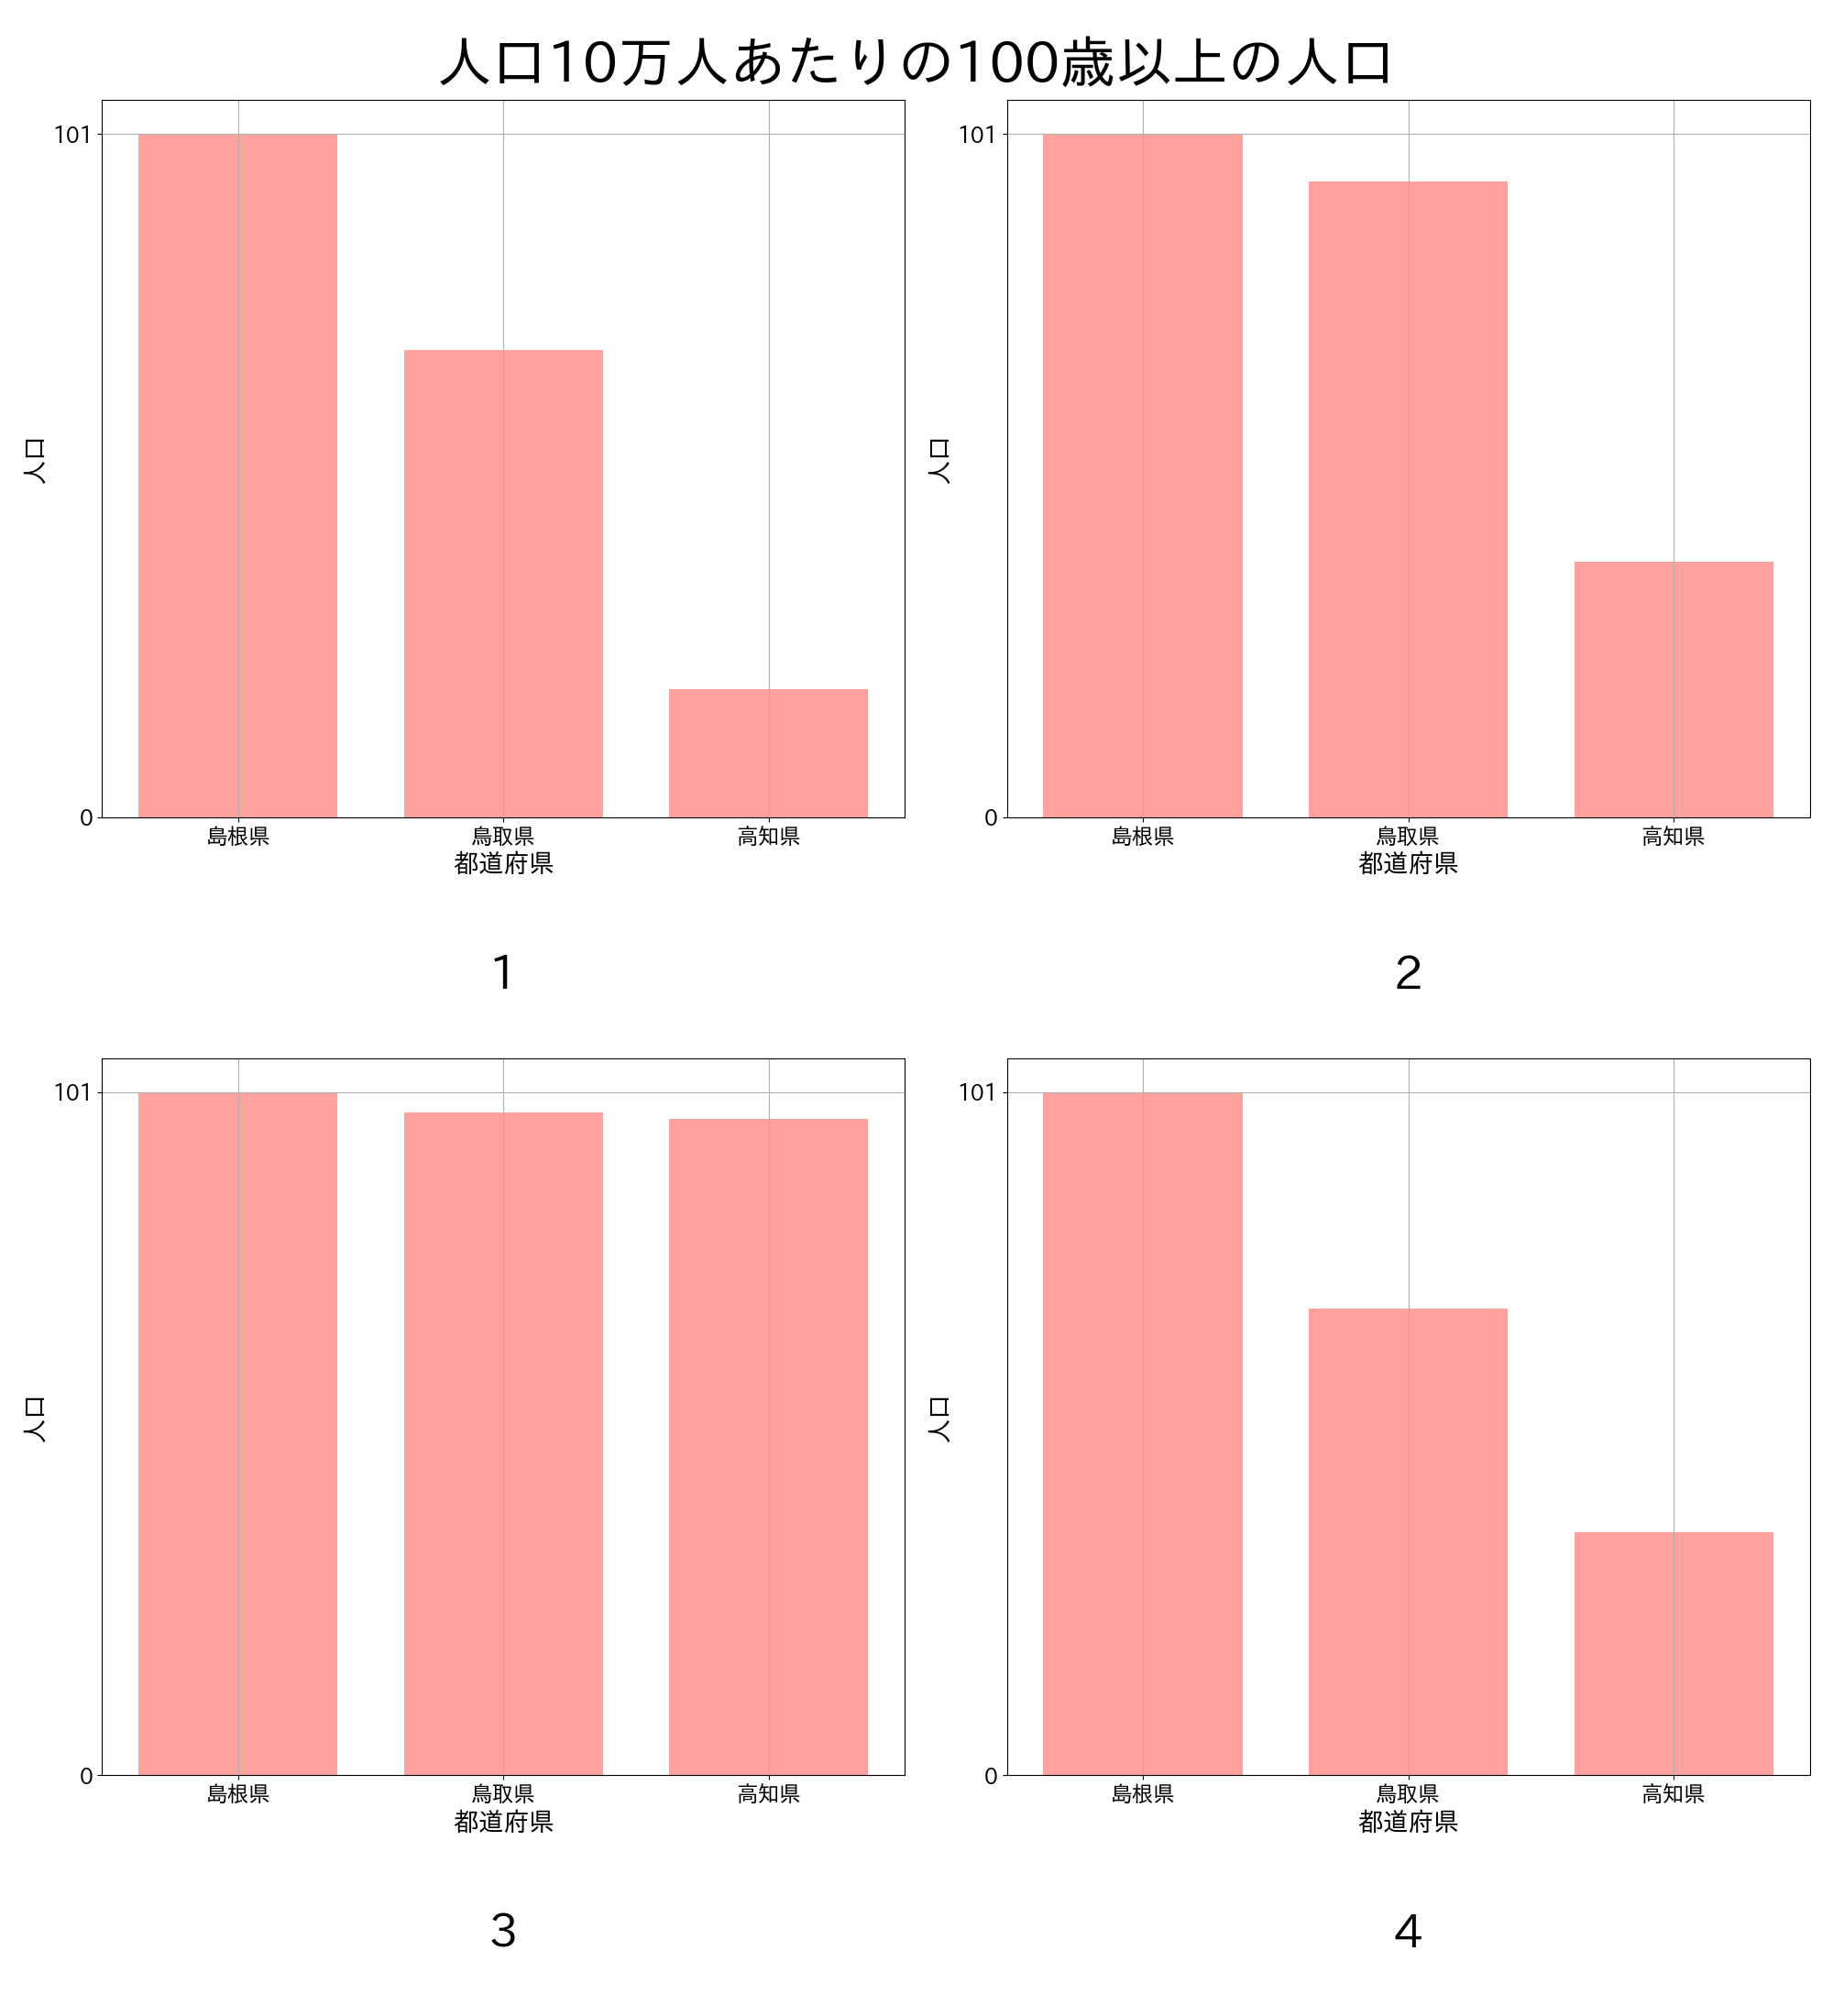 人口10万人あたりの100歳以上の人口
101
0
人口
島根県 鳥取県 高知県
都道府県
1
101
0
人口
島根県 鳥取県 高知県
都道府県
2
101
0
人口
島根県 鳥取県 高知県
都道府県
3
101
0
人口
島根県 鳥取県 高知県
都道府県
4